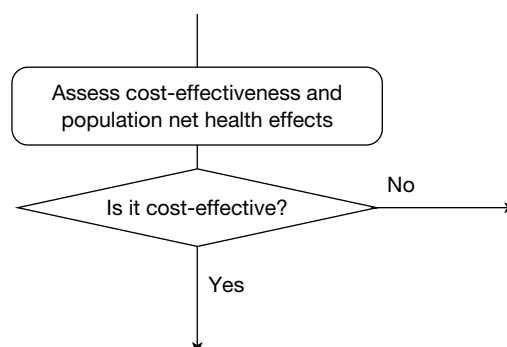 Assess cost-effectiveness and
population net health effects
Is it cost-effective?
No
Yes